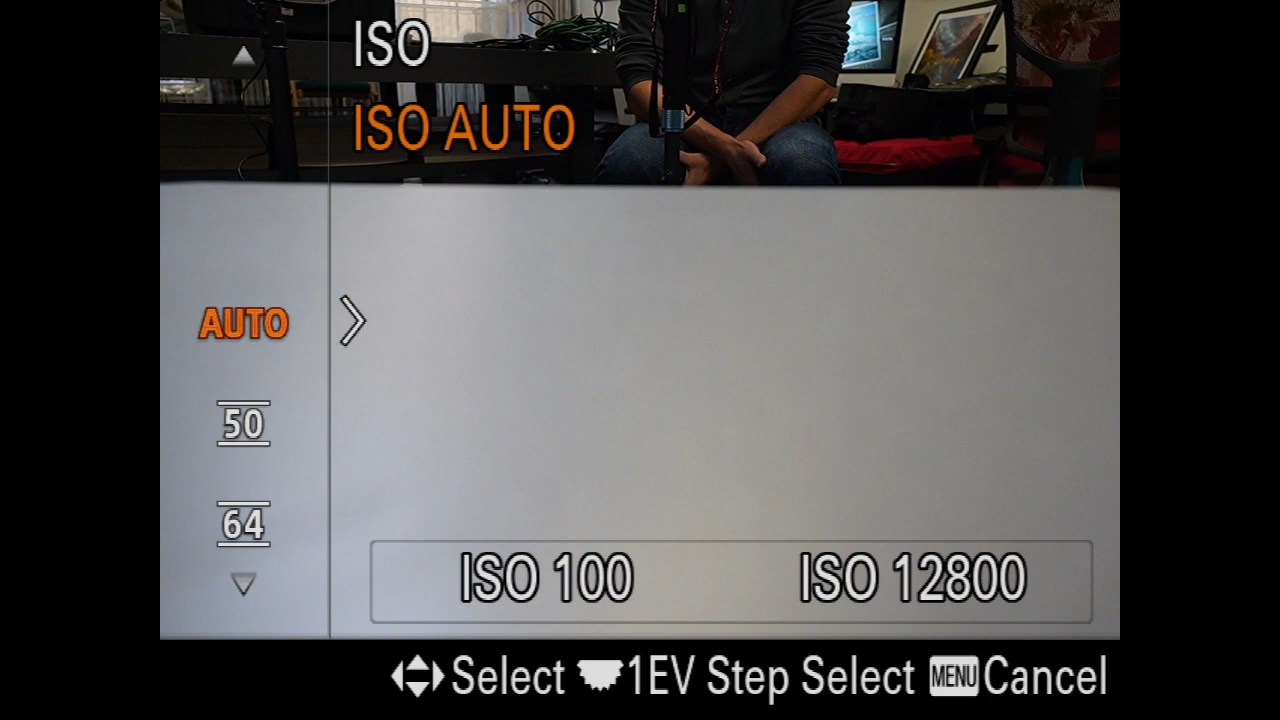 ISO
ISO AUTO
AUTO
50
64
ISO 100 ISO 12800
Select 1EV Step Select MENU Cancel